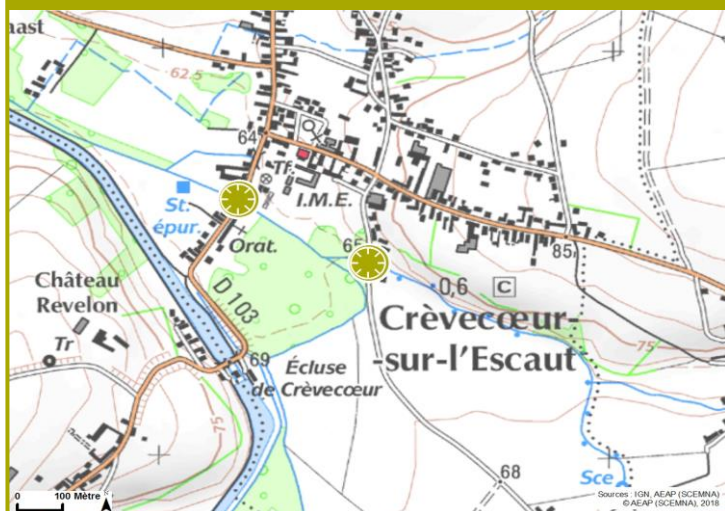 aast
62.5
64
Tf.
St.
épur.
I.M.E.
Orat.
65
85
Château
Revelon
D 103
0,6
C
Crèvecœur-
-sur-l'Escaut
75
Tr
69
Écluse
de Crèvecœur
75
68
Sce
0 100 Mètre
Sources : IGN, AEAP (SCEMNA)
© AEAP (SCEMNA), 2018